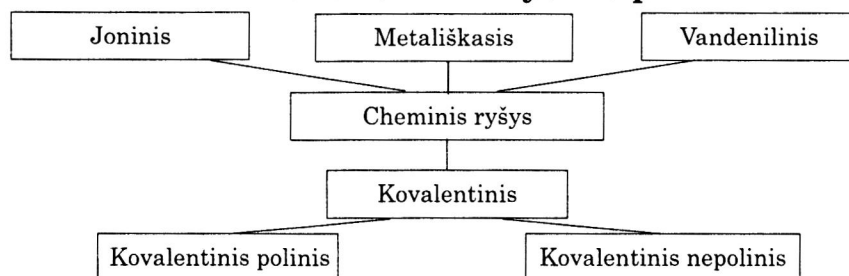 Joninis
Metališkasis
Vandenilinis
Cheminis ryšys
Kovalentinis
Kovalentinis polinis
Kovalentinis nepolinis